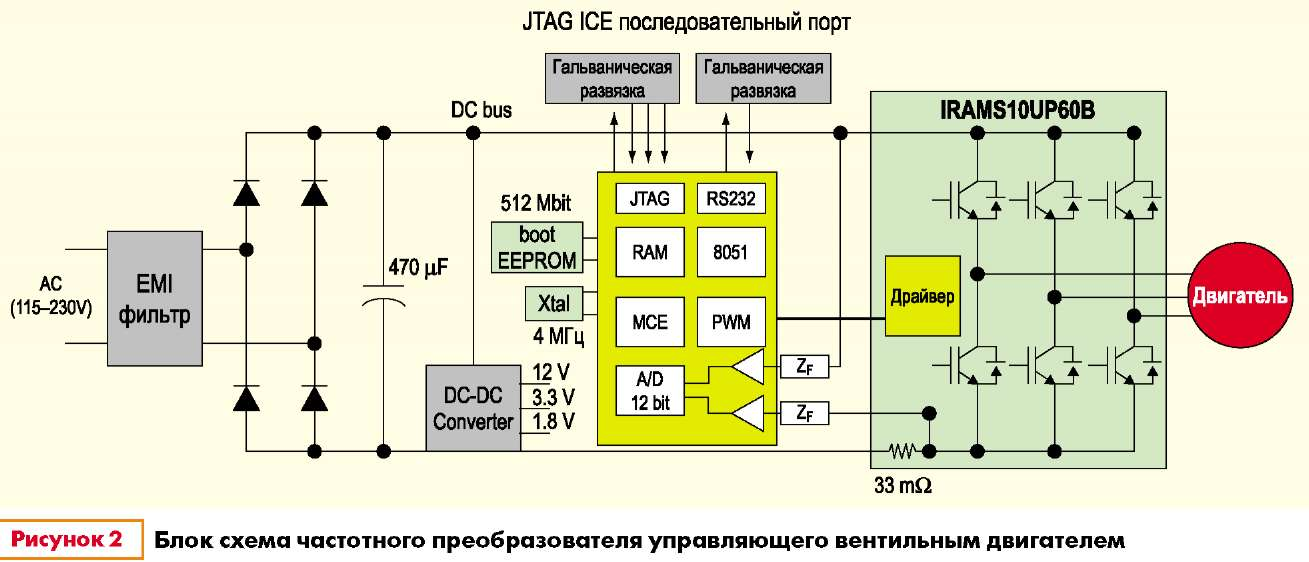 JTAG ICE последовательный порт
Гальваническая
развязка
Гальваническая
развязка
DC bus
IRAMS10UP60B
512 Mbit
JTAG
RS232
boot
EEPROM
RAM
8051
AC
(115–230V)
EMI
фильтр
470 μF
Xtal
4 МГц
MCE
PWM
Драйвер
Двигатель
DC-DC
Converter
12 V
3.3 V
1.8 V
A/D
12 bit
ZF
ZF
33 mΩ
Рисунок 2
Блок схема частотного преобразователя управляющего вентильным двигателем